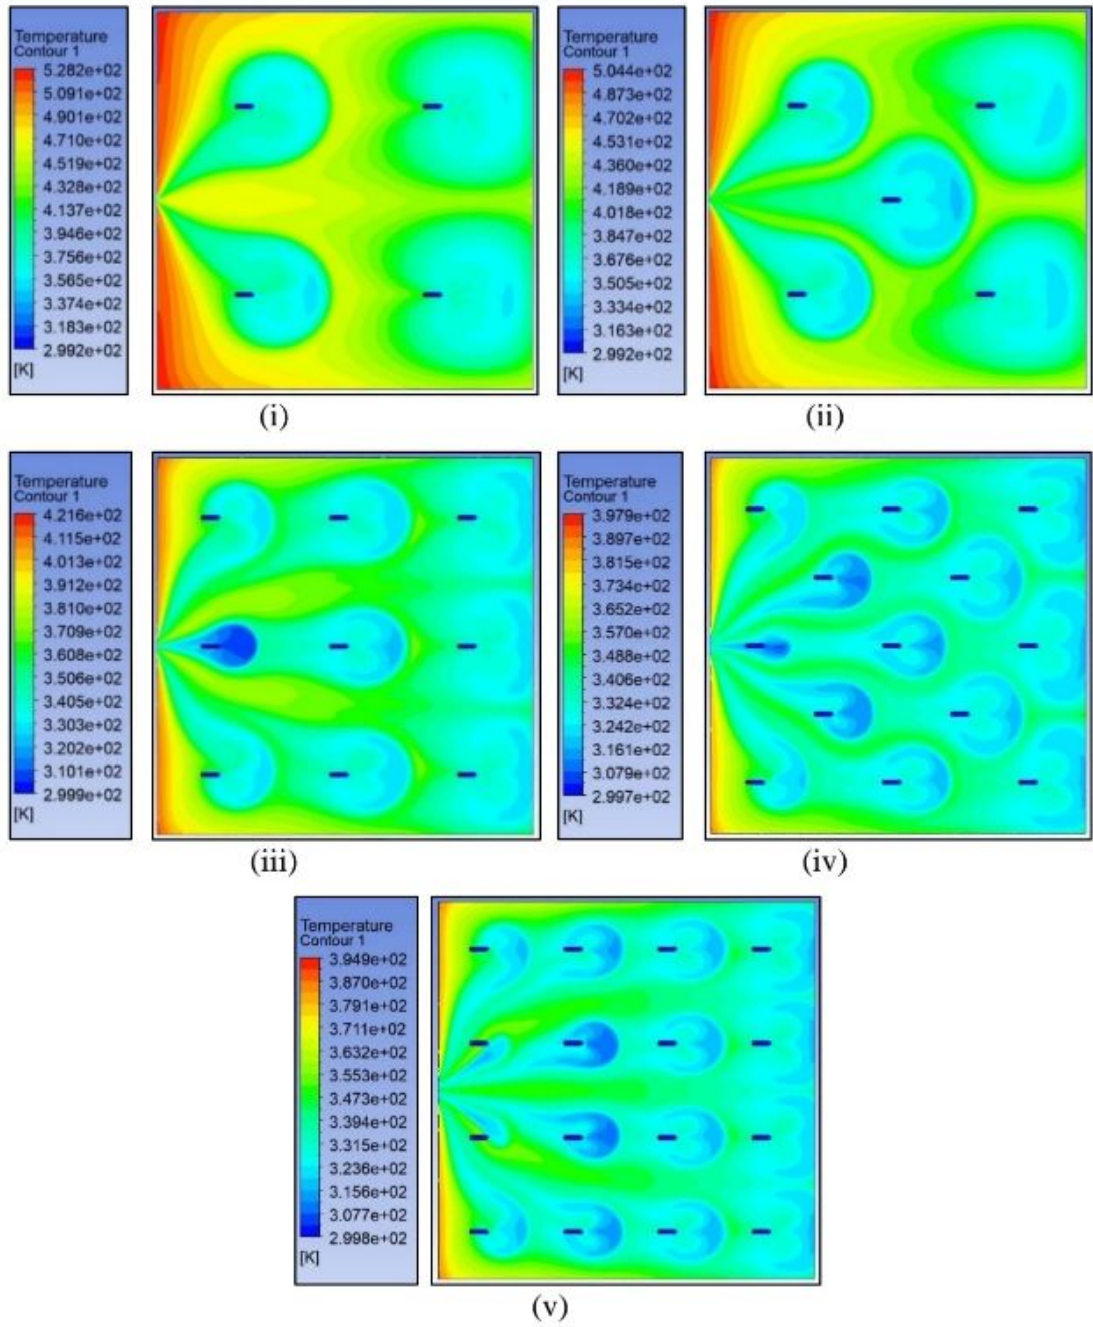 Temperature
Contour 1
5.282e+02
5.091e+02
4.901e+02
4.710e+02
4.519e+02
4.328e+02
4.137e+02
3.946e+02
3.756e+02
3.565e+02
3.374e+02
3.183e+02
2.992e+02
[K]
(i)
Temperature
Contour 1
5.044e+02
4.873e+02
4.702e+02
4.531e+02
4.360e+02
4.189e+02
4.018e+02
3.847e+02
3.676e+02
3.505e+02
3.334e+02
3.163e+02
2.992e+02
[K]
(ii)
Temperature
Contour 1
4.216e+02
4.115e+02
4.013e+02
3.912e+02
3.810e+02
3.709e+02
3.608e+02
3.506e+02
3.405e+02
3.303e+02
3.202e+02
3.101e+02
2.999e+02
[K]
(iii)
Temperature
Contour 1
3.979e+02
3.897e+02
3.815e+02
3.734e+02
3.652e+02
3.570e+02
3.488e+02
3.406e+02
3.324e+02
3.242e+02
3.161e+02
3.079e+02
2.997e+02
[K]
(iv)
Temperature
Contour 1
3.949e+02
3.870e+02
3.791e+02
3.711e+02
3.632e+02
3.553e+02
3.473e+02
3.394e+02
3.315e+02
3.236e+02
3.156e+02
3.077e+02
2.998e+02
[K]
(v)